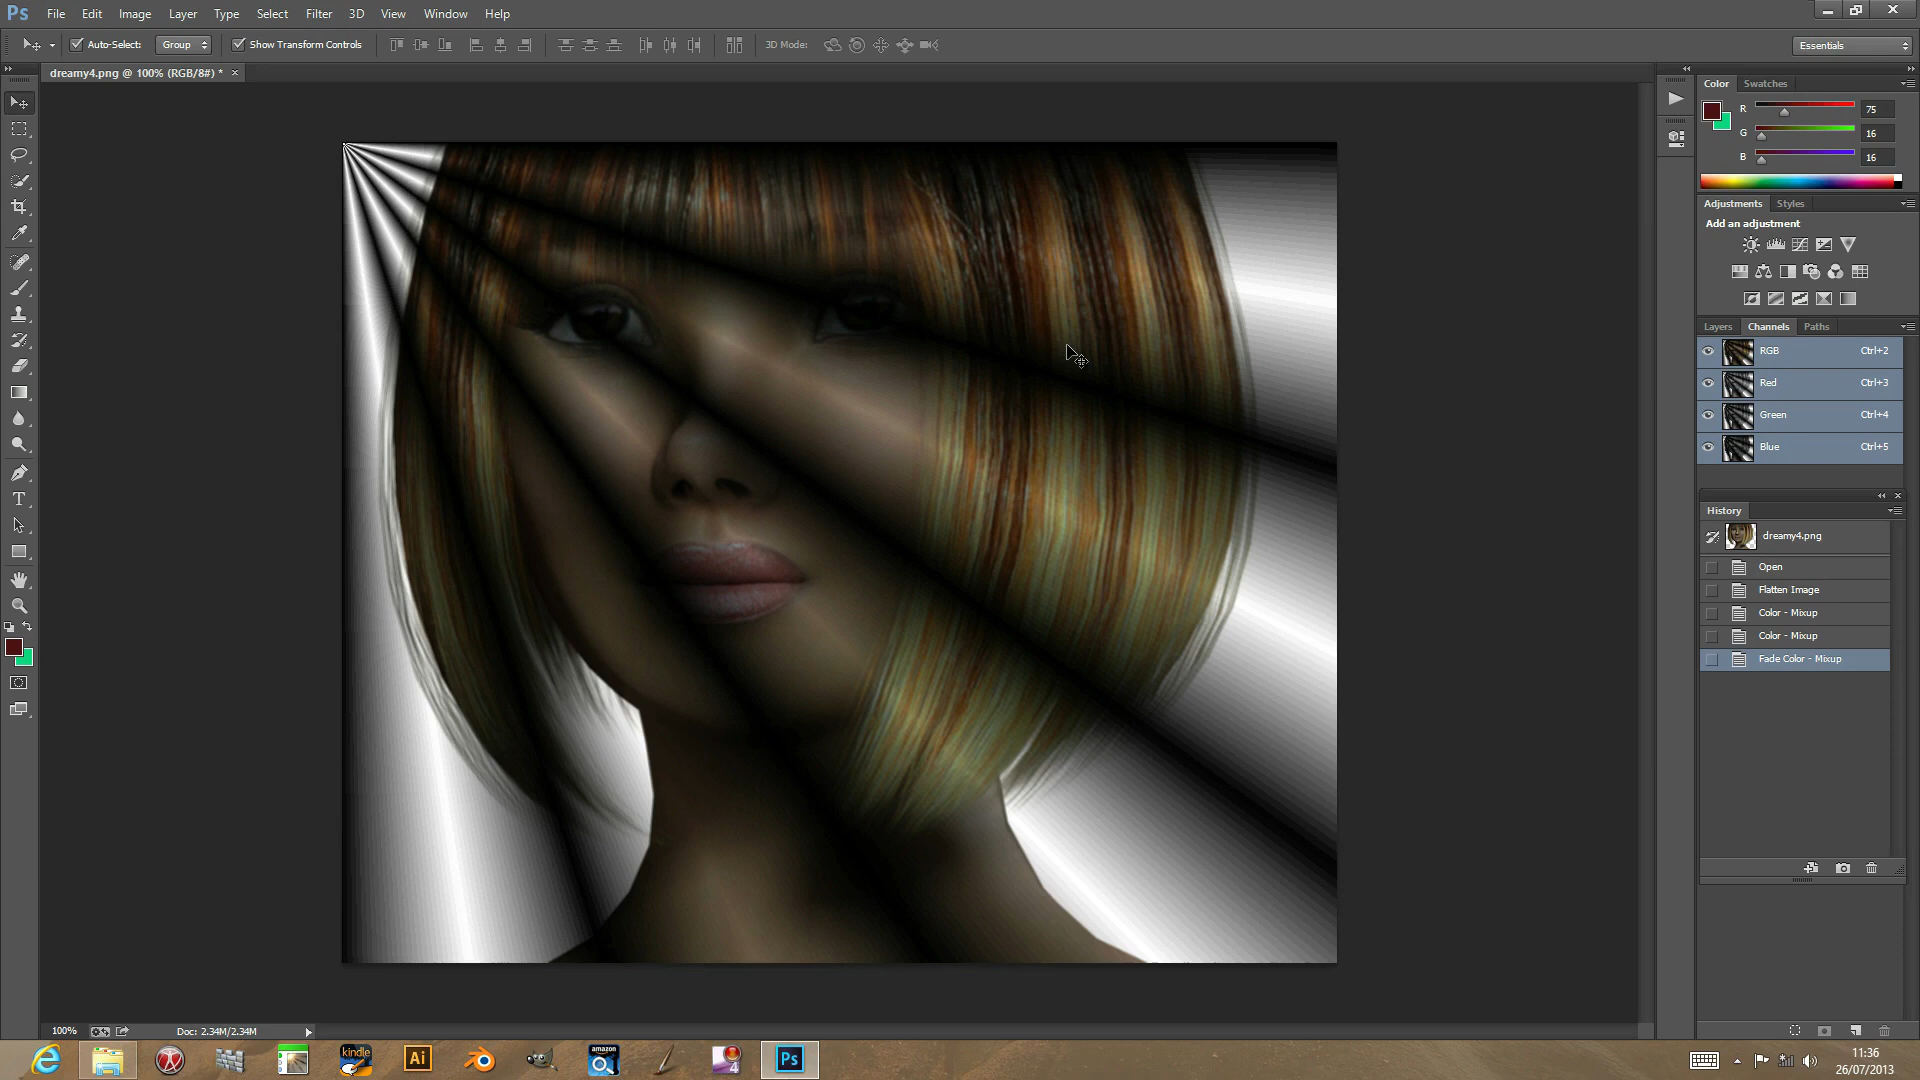 Ps File Edit Image Layer Type Select Filter 3D View Window Help
Auto-Select: Group Show Transform Controls 3D Mode: Essentials
dreamy4.png @ 100% (RGB/8#) * ×
Color Swatches
R 75
G 16
B 16
Adjustments Styles
Add an adjustment
Layers Channels Paths
RGB Ctrl+2
Red Ctrl+3
Green Ctrl+4
Blue Ctrl+5
History
dreamy4.png
Open
Flatten Image
Color - Mixup
Color - Mixup
Fade Color - Mixup
100% Doc: 2.34M/2.34M
kindle Ai amazon 4 Ps
11:36
26/07/2013